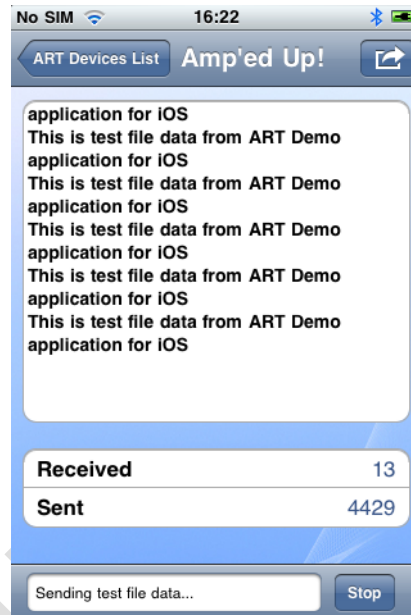 No SIM 16:22
ART Devices List Amp'ed Up!
application for iOS
This is test file data from ART Demo
application for iOS
This is test file data from ART Demo
application for iOS
This is test file data from ART Demo
application for iOS
This is test file data from ART Demo
application for iOS
This is test file data from ART Demo
application for iOS
Received 13
Sent 4429
Sending test file data... Stop